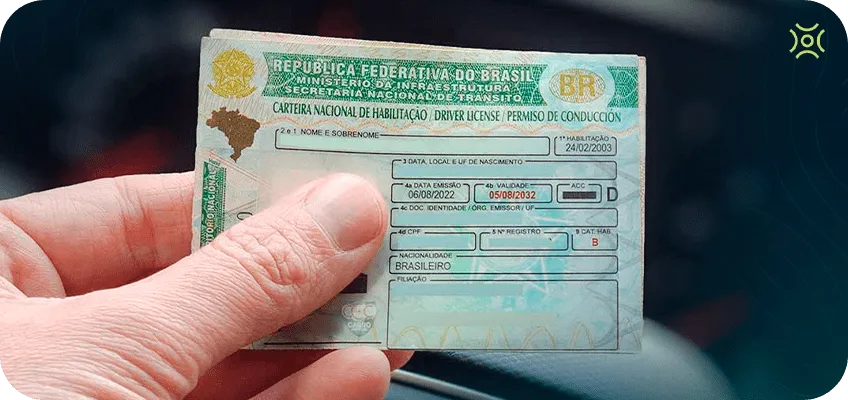 REPÚBLICA FEDERATIVA DO BRASIL
MINISTÉRIO DA INFRAESTRUTURA
SECRETARIA NACIONAL DE TRÂNSITO
BR
CARTEIRA NACIONAL DE HABILITAÇÃO / DRIVER LICENSE / PERMISO DE CONDUCCIÓN
2 e 1 NOME E SOBRENOME
1ª HABILITAÇÃO
24/02/2003
3 DATA, LOCAL E UF DE NASCIMENTO
4a DATA EMISSÃO
06/08/2022
4b VALIDADE
05/08/2032
ACC
D
4c DOC. IDENTIDADE / ÓRG. EMISSOR / UF
4d CPF
5 Nº REGISTRO
9 CAT. HAB.
B
NACIONALIDADE
BRASILEIRO
FILIAÇÃO
NACIONAL